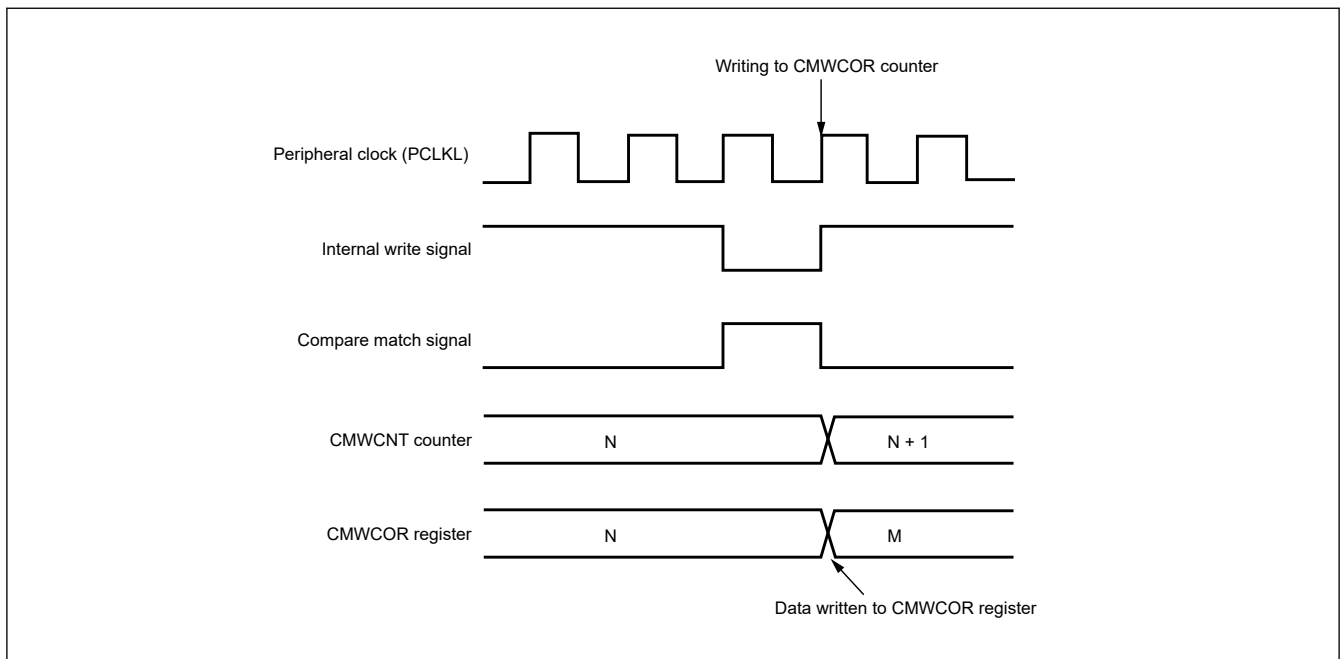 Writing to CMWCOR counter
Peripheral clock (PCLKL)
Internal write signal
Compare match signal
CMWCNT counter
N
N + 1
CMWCOR register
N
M
Data written to CMWCOR register